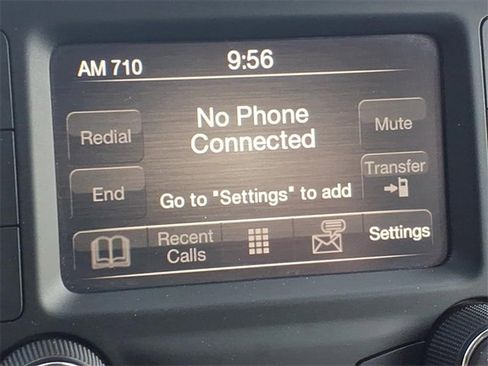 AM 710
9:56
No Phone
Connected
Redial
Mute
End
Transfer
Go to "Settings" to add
Recent
Calls
Settings